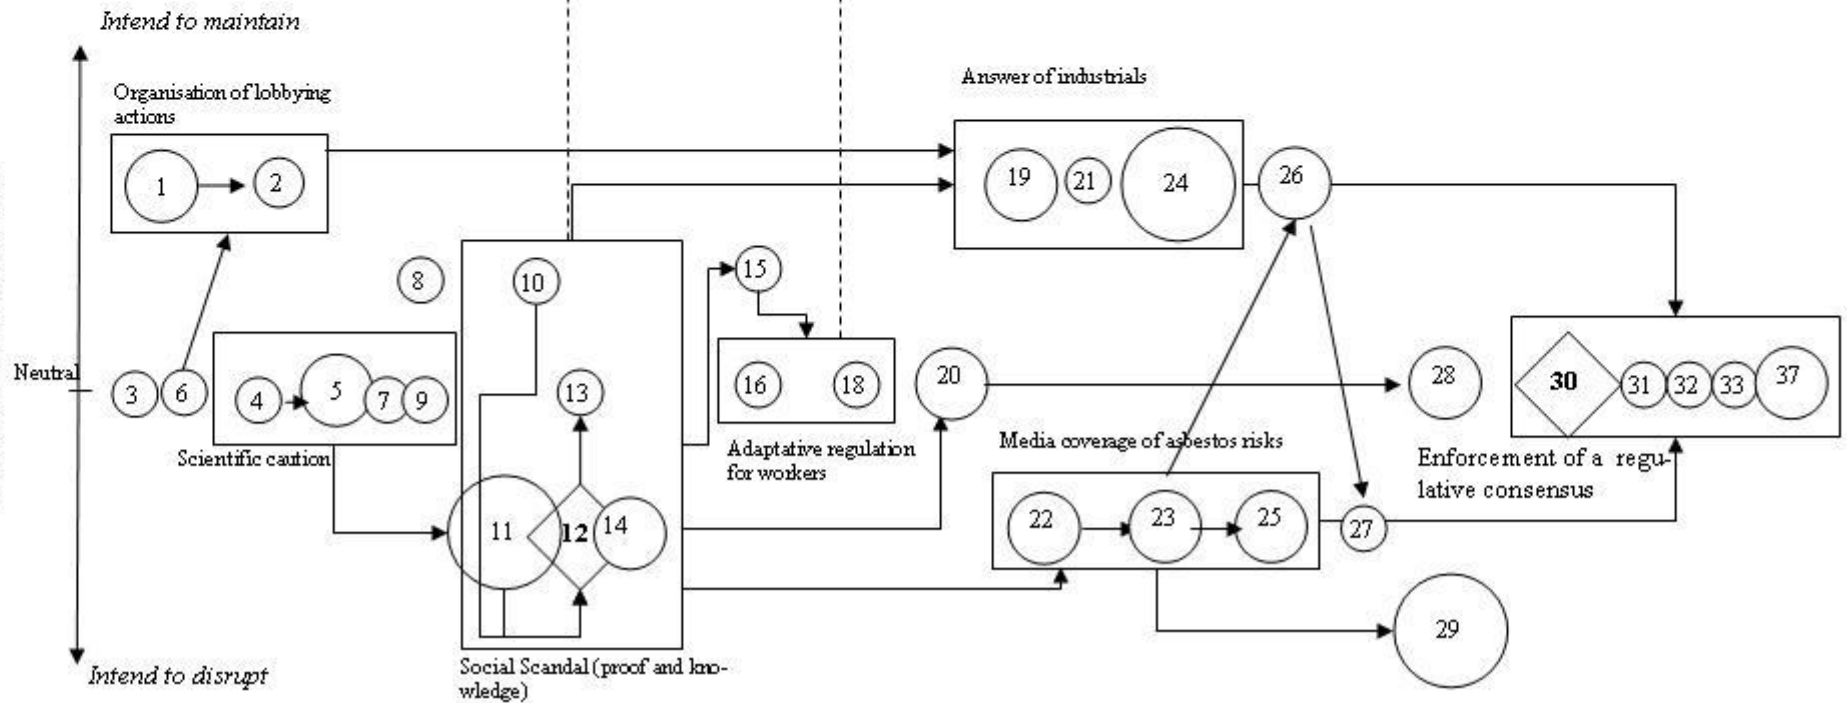 Intend to maintain
Organisation of lobbying
actions
1
2
Answer of industrials
19
21
24
26
8
10
15
Neutral
3
6
4
5
7
9
Scientific caution
13
11
12
14
Social Scandal (proof and kno-
wledge)
16
18
Adaptative regulation
for workers
20
28
Media coverage of asbestos risks
22
23
25
27
29
30
31
32
33
37
Enforcement of a regu-
lative consensus
Intend to disrupt